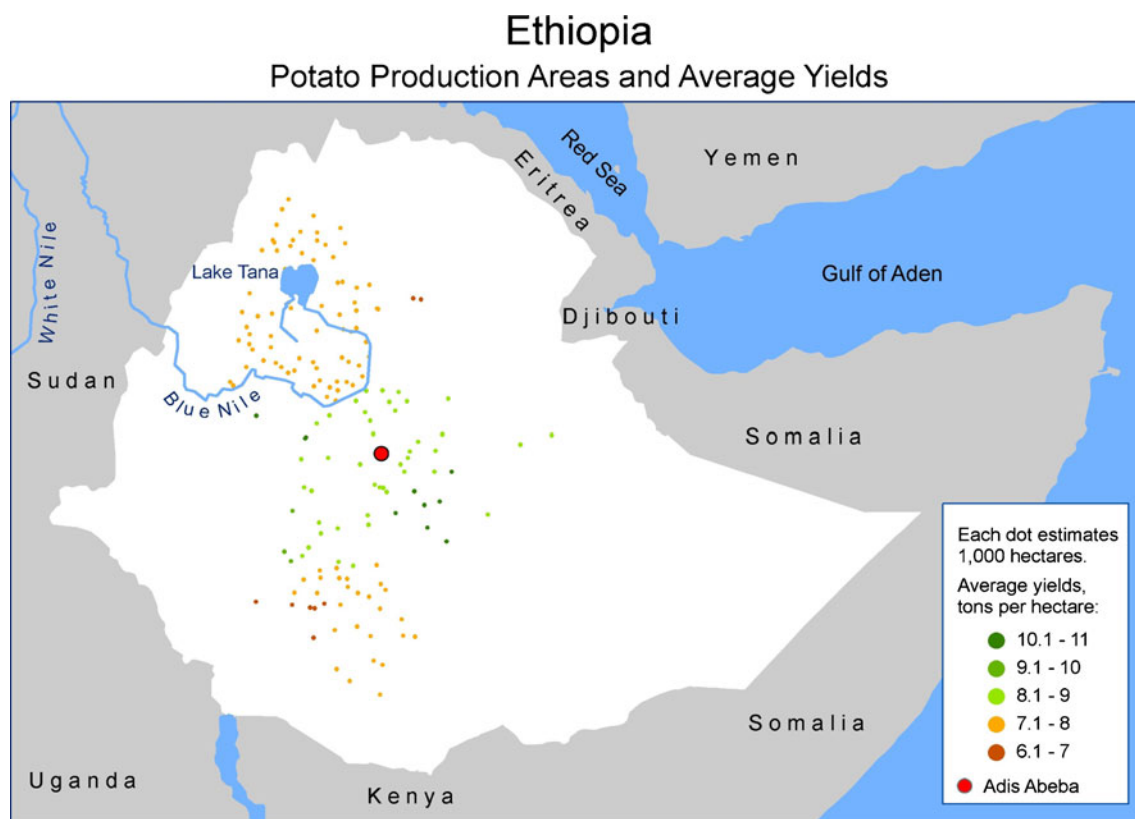 Ethiopia
Potato Production Areas and Average Yields
Red Sea
Yemen
Eritrea
White Nile
Lake Tana
Gulf of Aden
Djibouti
Sudan
Blue Nile
Somalia
Each dot estimates
1,000 hectares.
Average yields,
tons per hectare:
10.1 - 11
9.1 - 10
8.1 - 9
7.1 - 8
6.1 - 7
Adis Abeba
Somalia
Uganda
Kenya